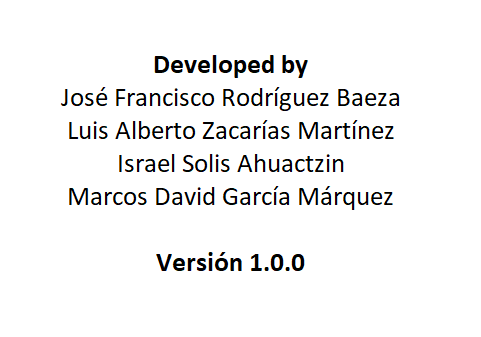 Developed by
José Francisco Rodríguez Baeza
Luis Alberto Zacarías Martínez
Israel Solis Ahuactzin
Marcos David García Márquez
Versión 1.0.0